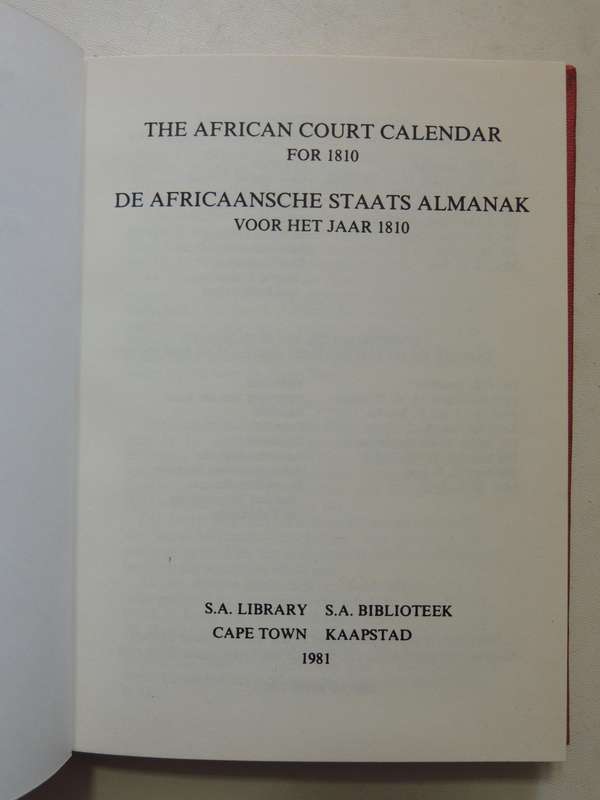 THE AFRICAN COURT CALENDAR
FOR 1810
DE AFRICAANSCHE STAATS ALMANAK
VOOR HET JAAR 1810
S.A. LIBRARY S.A. BIBLIOTEEK
CAPE TOWN KAAPSTAD
1981